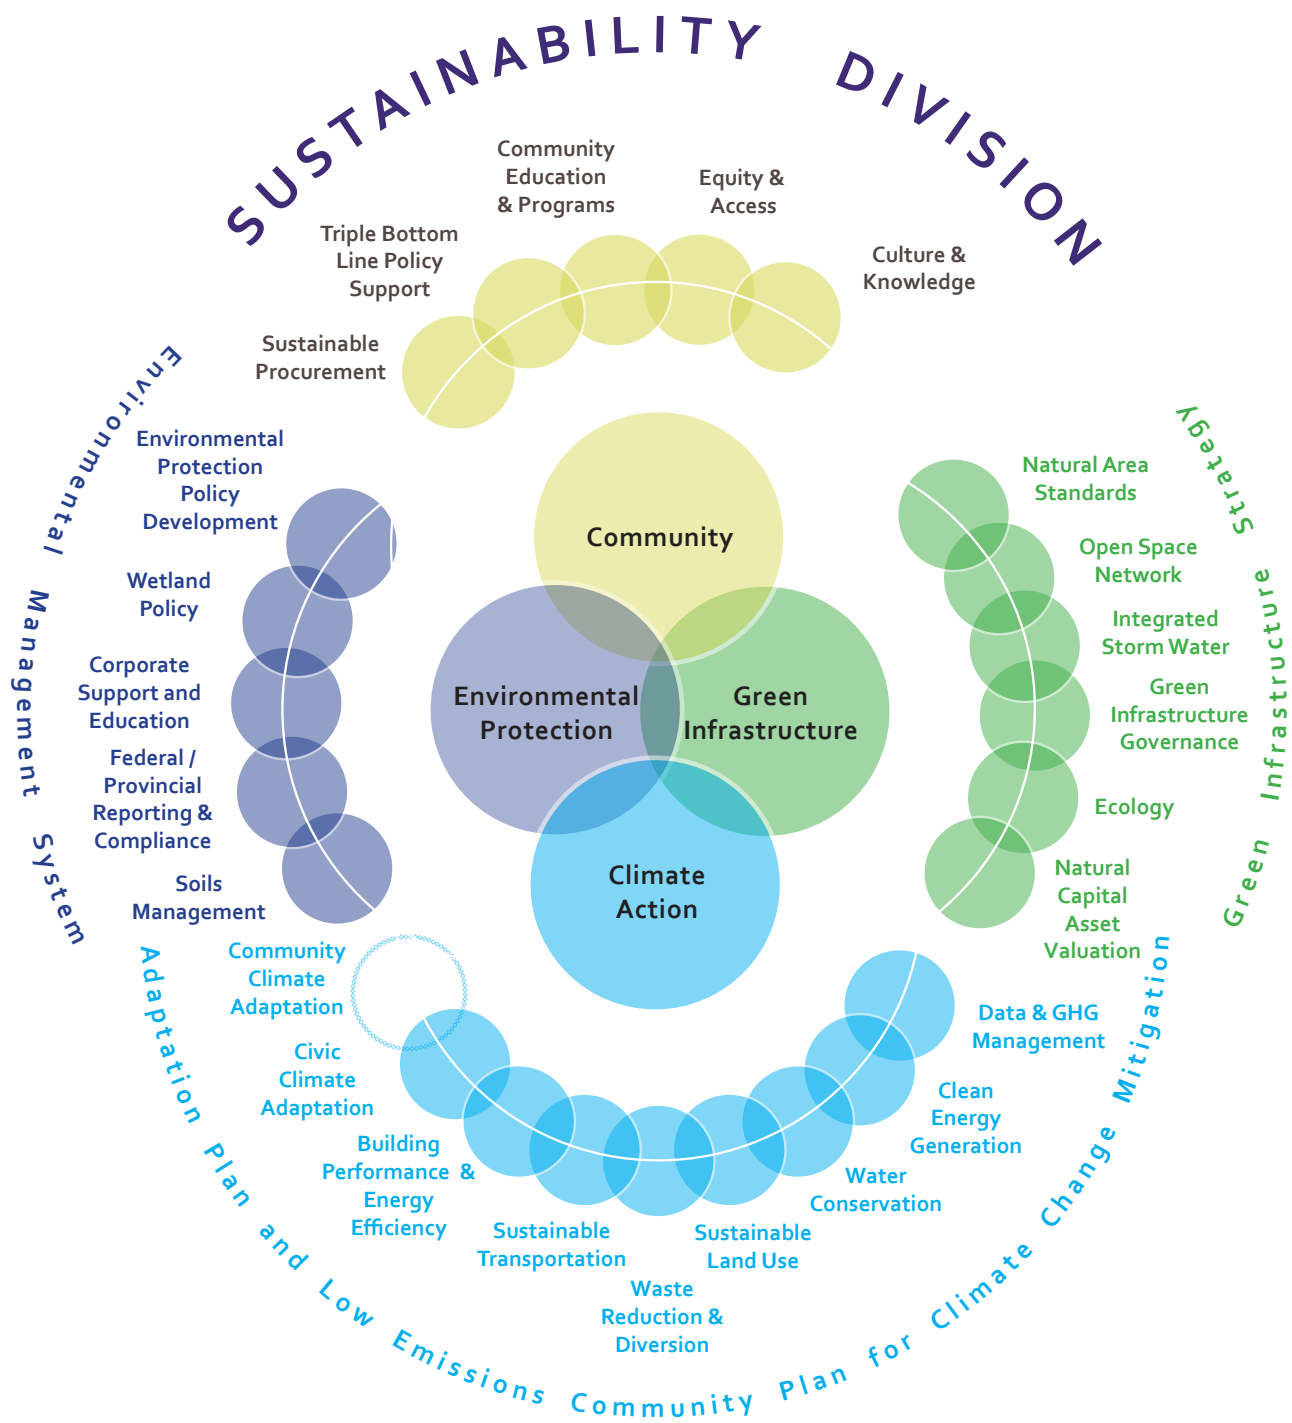 SUSTAINABILITY DIVISION
Community
Education
& Programs
Equity &
Access
Triple Bottom
Line Policy
Support
Culture &
Knowledge
Sustainable
Procurement
Environmental Management System
Environmental
Protection
Policy
Development
Wetland
Policy
Corporate
Support and
Education
Federal /
Provincial
Reporting &
Compliance
Soils
Management
Community
Environmental
Protection
Green
Infrastructure
Climate
Action
Green Infrastructure Strategy
Natural Area
Standards
Open Space
Network
Integrated
Storm Water
Green
Infrastructure
Governance
Ecology
Natural
Capital
Asset
Valuation
Community
Climate
Adaptation
Civic
Climate
Adaptation
Building
Performance &
Energy
Efficiency
Sustainable
Transportation
Waste
Reduction &
Diversion
Sustainable
Land Use
Water
Conservation
Clean
Energy
Generation
Data & GHG
Management
Adaptation Plan and Low Emissions Community Plan for Climate Change Mitigation